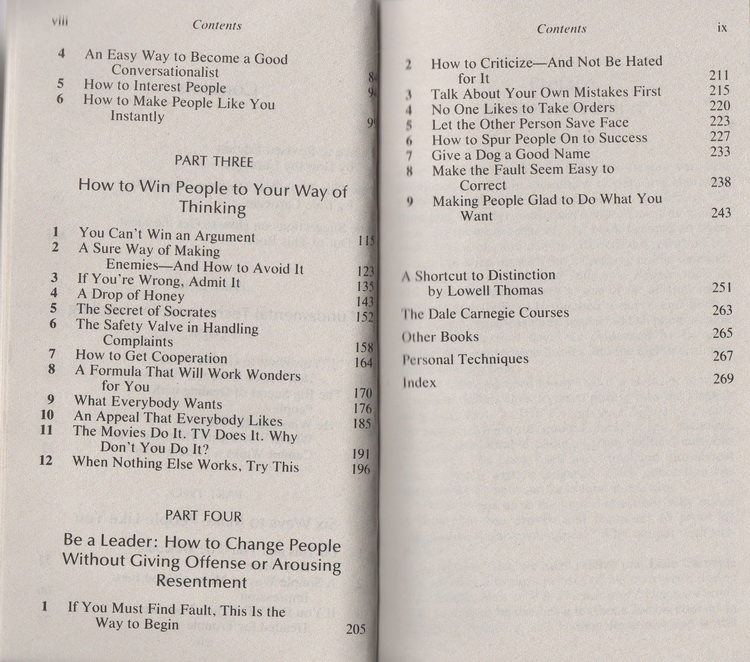 viii
Contents
4 An Easy Way to Become a Good
Conversationalist
5 How to Interest People
6 How to Make People Like You
Instantly
PART THREE
How to Win People to Your Way of
Thinking
1 You Can't Win an Argument 115
2 A Sure Way of Making
Enemies—And How to Avoid It 123
3 If You're Wrong, Admit It 135
4 A Drop of Honey 143
5 The Secret of Socrates 152
6 The Safety Valve in Handling
Complaints 158
7 How to Get Cooperation 164
8 A Formula That Will Work Wonders
for You 170
9 What Everybody Wants 176
10 An Appeal That Everybody Likes 185
11 The Movies Do It. TV Does It. Why
Don't You Do It? 191
12 When Nothing Else Works, Try This 196
PART FOUR
Be a Leader: How to Change People
Without Giving Offense or Arousing
Resentment
1 If You Must Find Fault, This Is the
Way to Begin 205
Contents
ix
2 How to Criticize—And Not Be Hated
for It 211
3 Talk About Your Own Mistakes First 215
4 No One Likes to Take Orders 220
5 Let the Other Person Save Face 223
6 How to Spur People On to Success 227
7 Give a Dog a Good Name 233
8 Make the Fault Seem Easy to
Correct 238
9 Making People Glad to Do What You
Want 243
A Shortcut to Distinction
by Lowell Thomas 251
The Dale Carnegie Courses 263
Other Books 265
Personal Techniques 267
Index 269